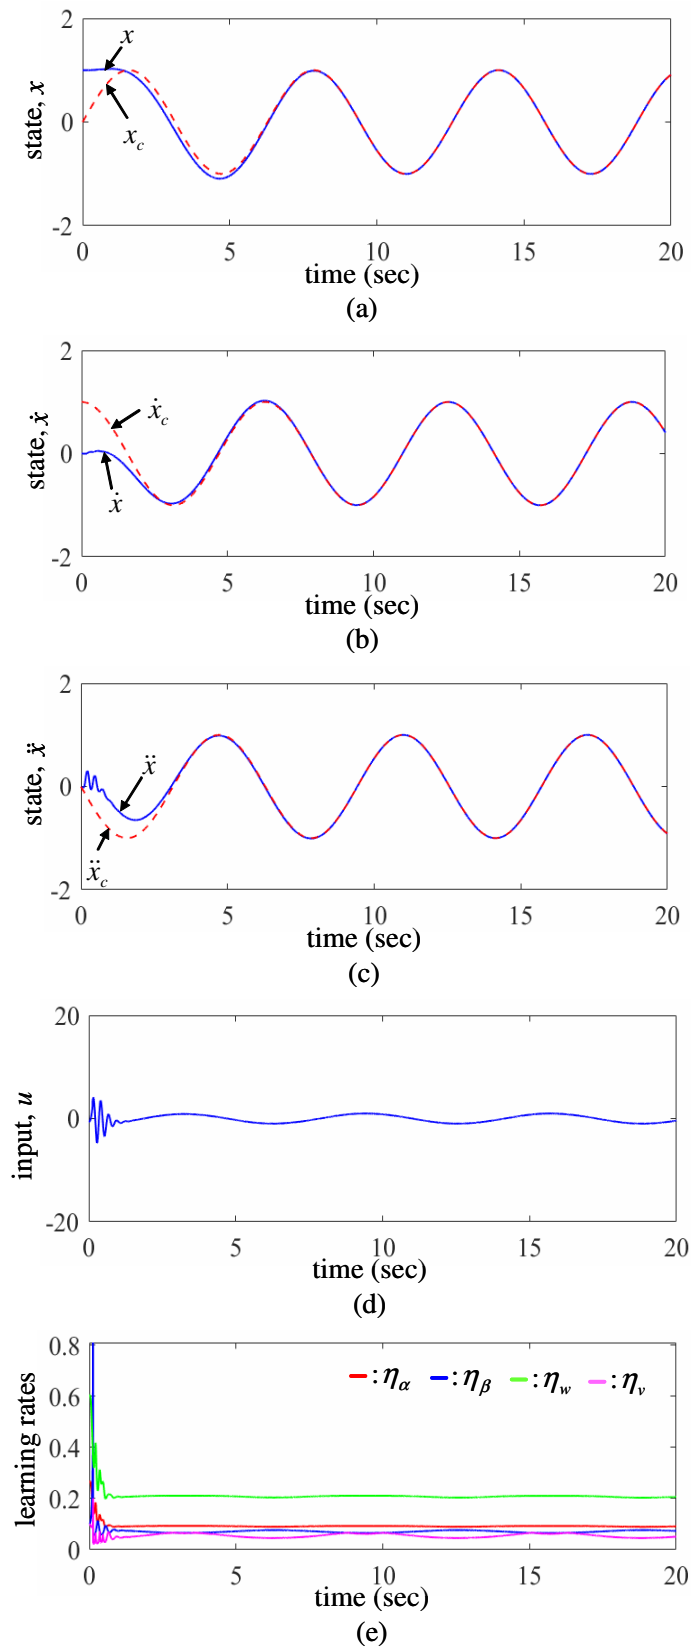 2
x
state, x
0
x_c
-2
0 5 10 15 20
time (sec)
(a)
2
ẋ_c
state, ẋ
0
ẋ
-2
0 5 10 15 20
time (sec)
(b)
2
ẍ
state, ẍ
0
ẍ_c
-2
0 5 10 15 20
time (sec)
(c)
20
input, u
0
-20
0 5 10 15 20
time (sec)
(d)
0.8
: η_α : η_β : η_w : η_v
0.6
learning rates
0.4
0.2
0
0 5 10 15 20
time (sec)
(e)